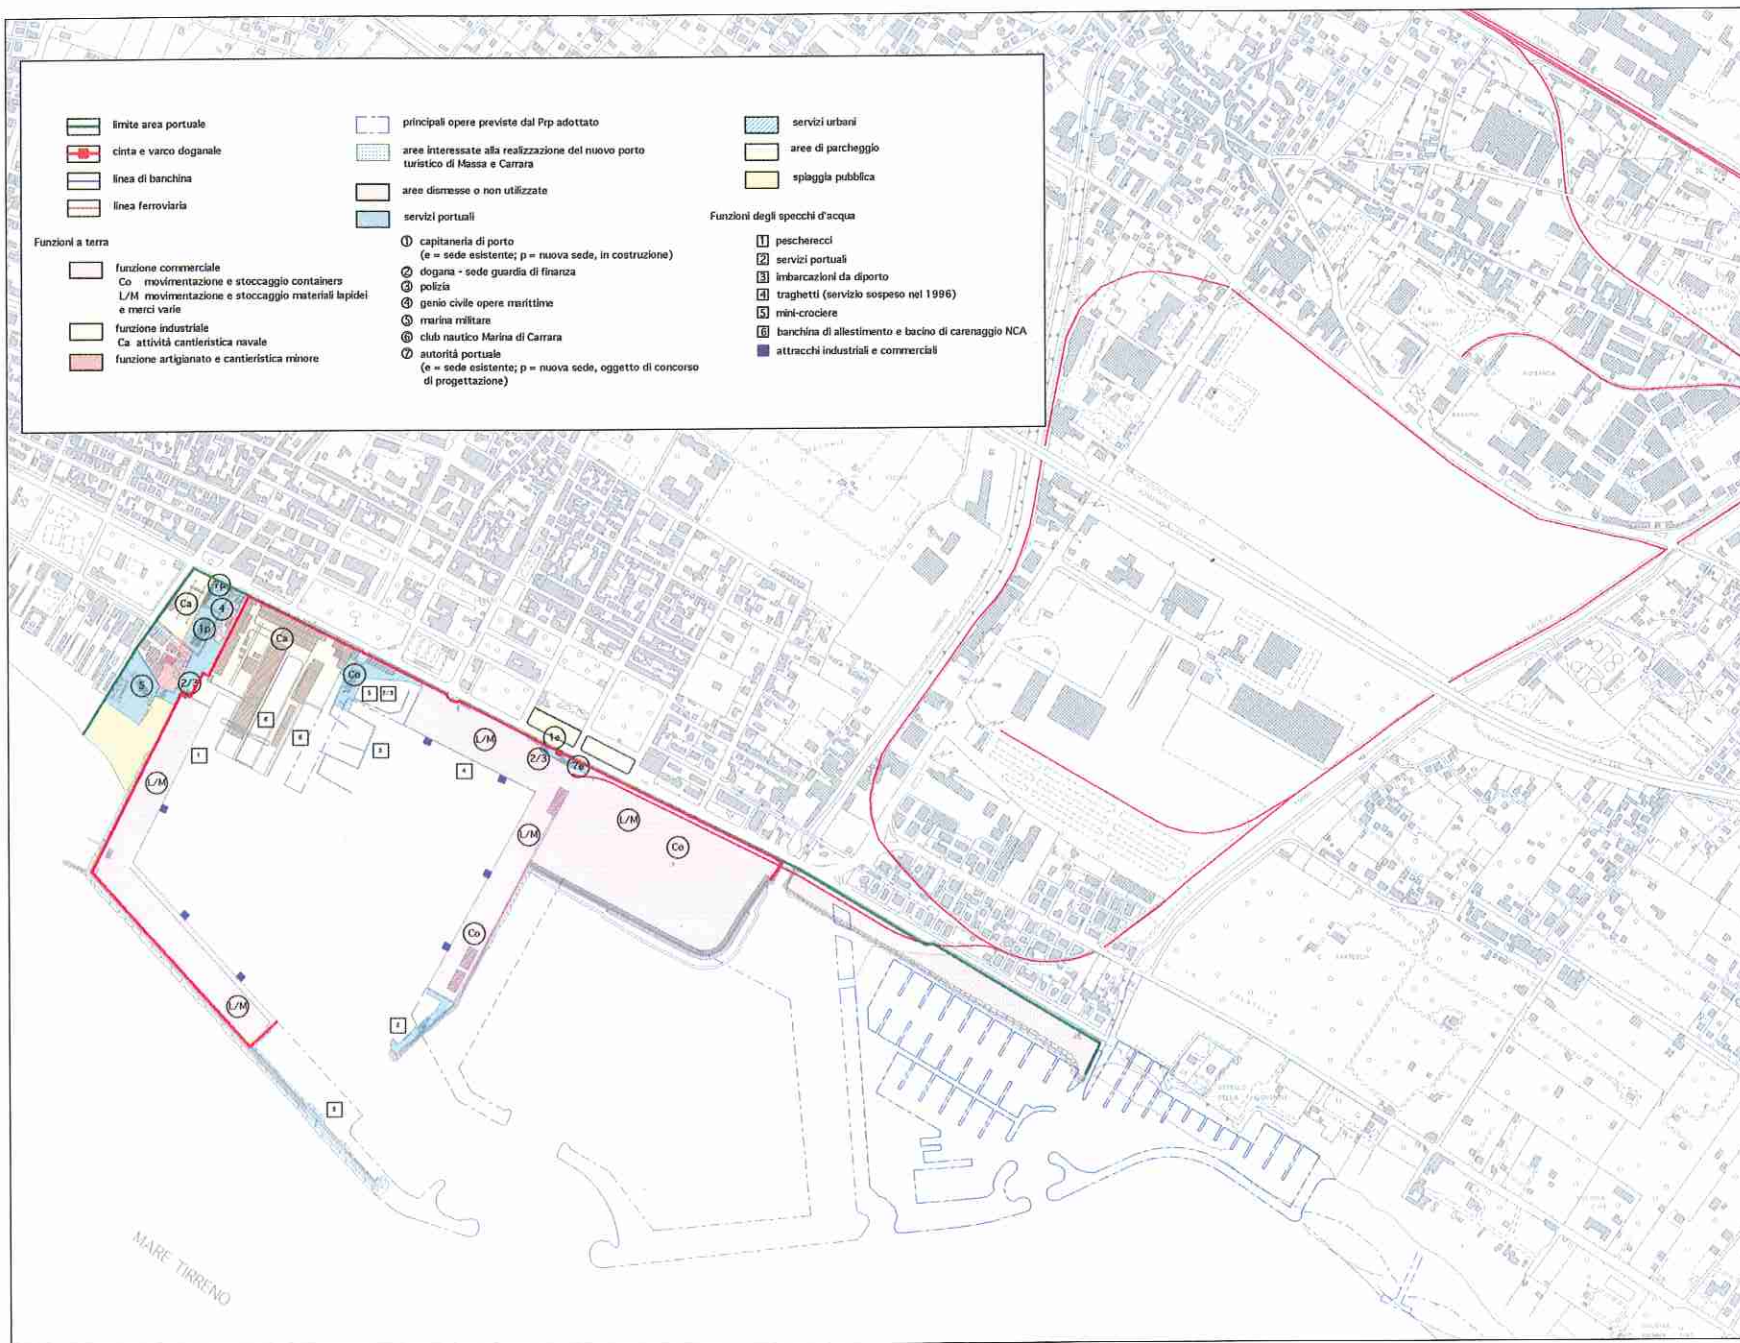 limite area portuale
cinta e varco doganale
linea di banchina
linea ferroviaria
Funzioni a terra
funzione commerciale
Co movimentazione e stoccaggio containers
L/M movimentazione e stoccaggio materiali lapidei
e merci varie
funzione industriale
Ca attività cantieristica navale
funzione artigianato e cantieristica minore
principali opere previste dal Prp adottato
aree interessate alla realizzazione del nuovo porto
turistico di Massa e Carrara
aree dismesse o non utilizzate
servizi portuali
1 capitaneria di porto
(e = sede esistente; p = nuova sede, in costruzione)
2 dogana - sede guardia di finanza
3 polizia
4 genio civile opere marittime
5 marina militare
6 club nautico Marina di Carrara
7 autorità portuale
(e = sede esistente; p = nuova sede, oggetto di concorso
di progettazione)
servizi urbani
aree di parcheggio
spiaggia pubblica
Funzioni degli specchi d'acqua
1 pescherecci
2 servizi portuali
3 imbarcazioni da diporto
4 traghetti (servizio sospeso nel 1996)
5 mini-crociere
6 banchina di allestimento e bacino di carenaggio NCA
attracchi industriali e commerciali
7p
Ca
4
1p
Ca
5
2/3
Co
L/M
1e
2/3
7e
L/M
L/M
L/M
Co
Co
L/M
4
MARE TIRRENO